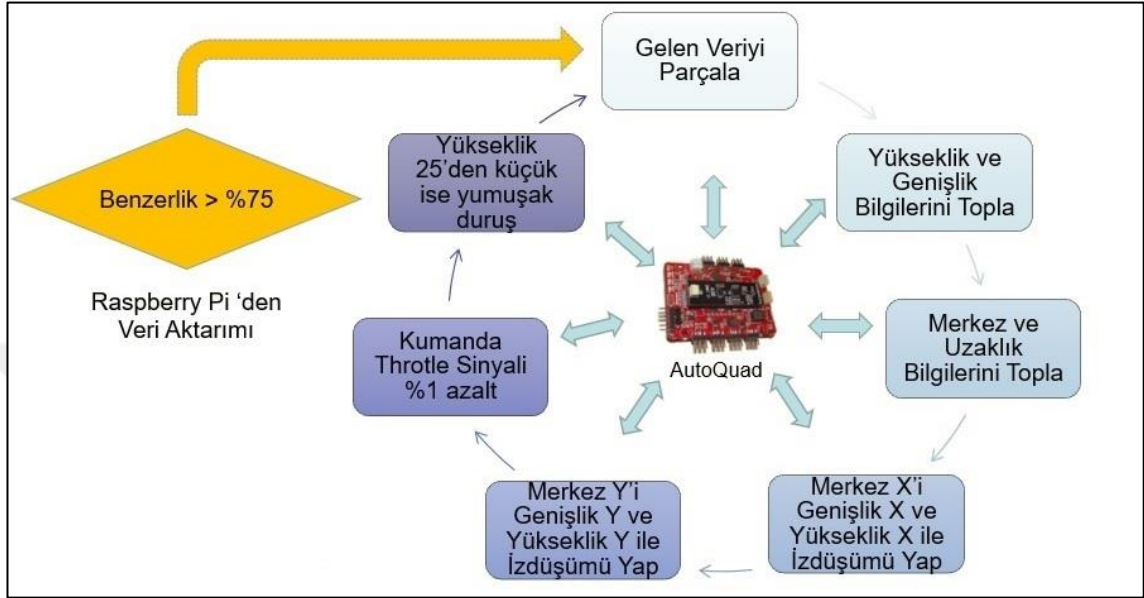 Gelen Veriyi
Parçala
Yükseklik ve
Genişlik
Bilgilerini Topla
Merkez ve
Uzaklık
Bilgilerini Topla
Merkez X'i
Genişlik X ve
Yükseklik X ile
İzdüşümü Yap
Merkez Y'i
Genişlik Y ve
Yükseklik Y ile
İzdüşümü Yap
Kumanda
Throtle Sinyali
%1 azalt
Yükseklik
25'den küçük
ise yumuşak
duruş
Benzerlik > %75
Raspberry Pi ‘den
Veri Aktarımı
AutoQuad